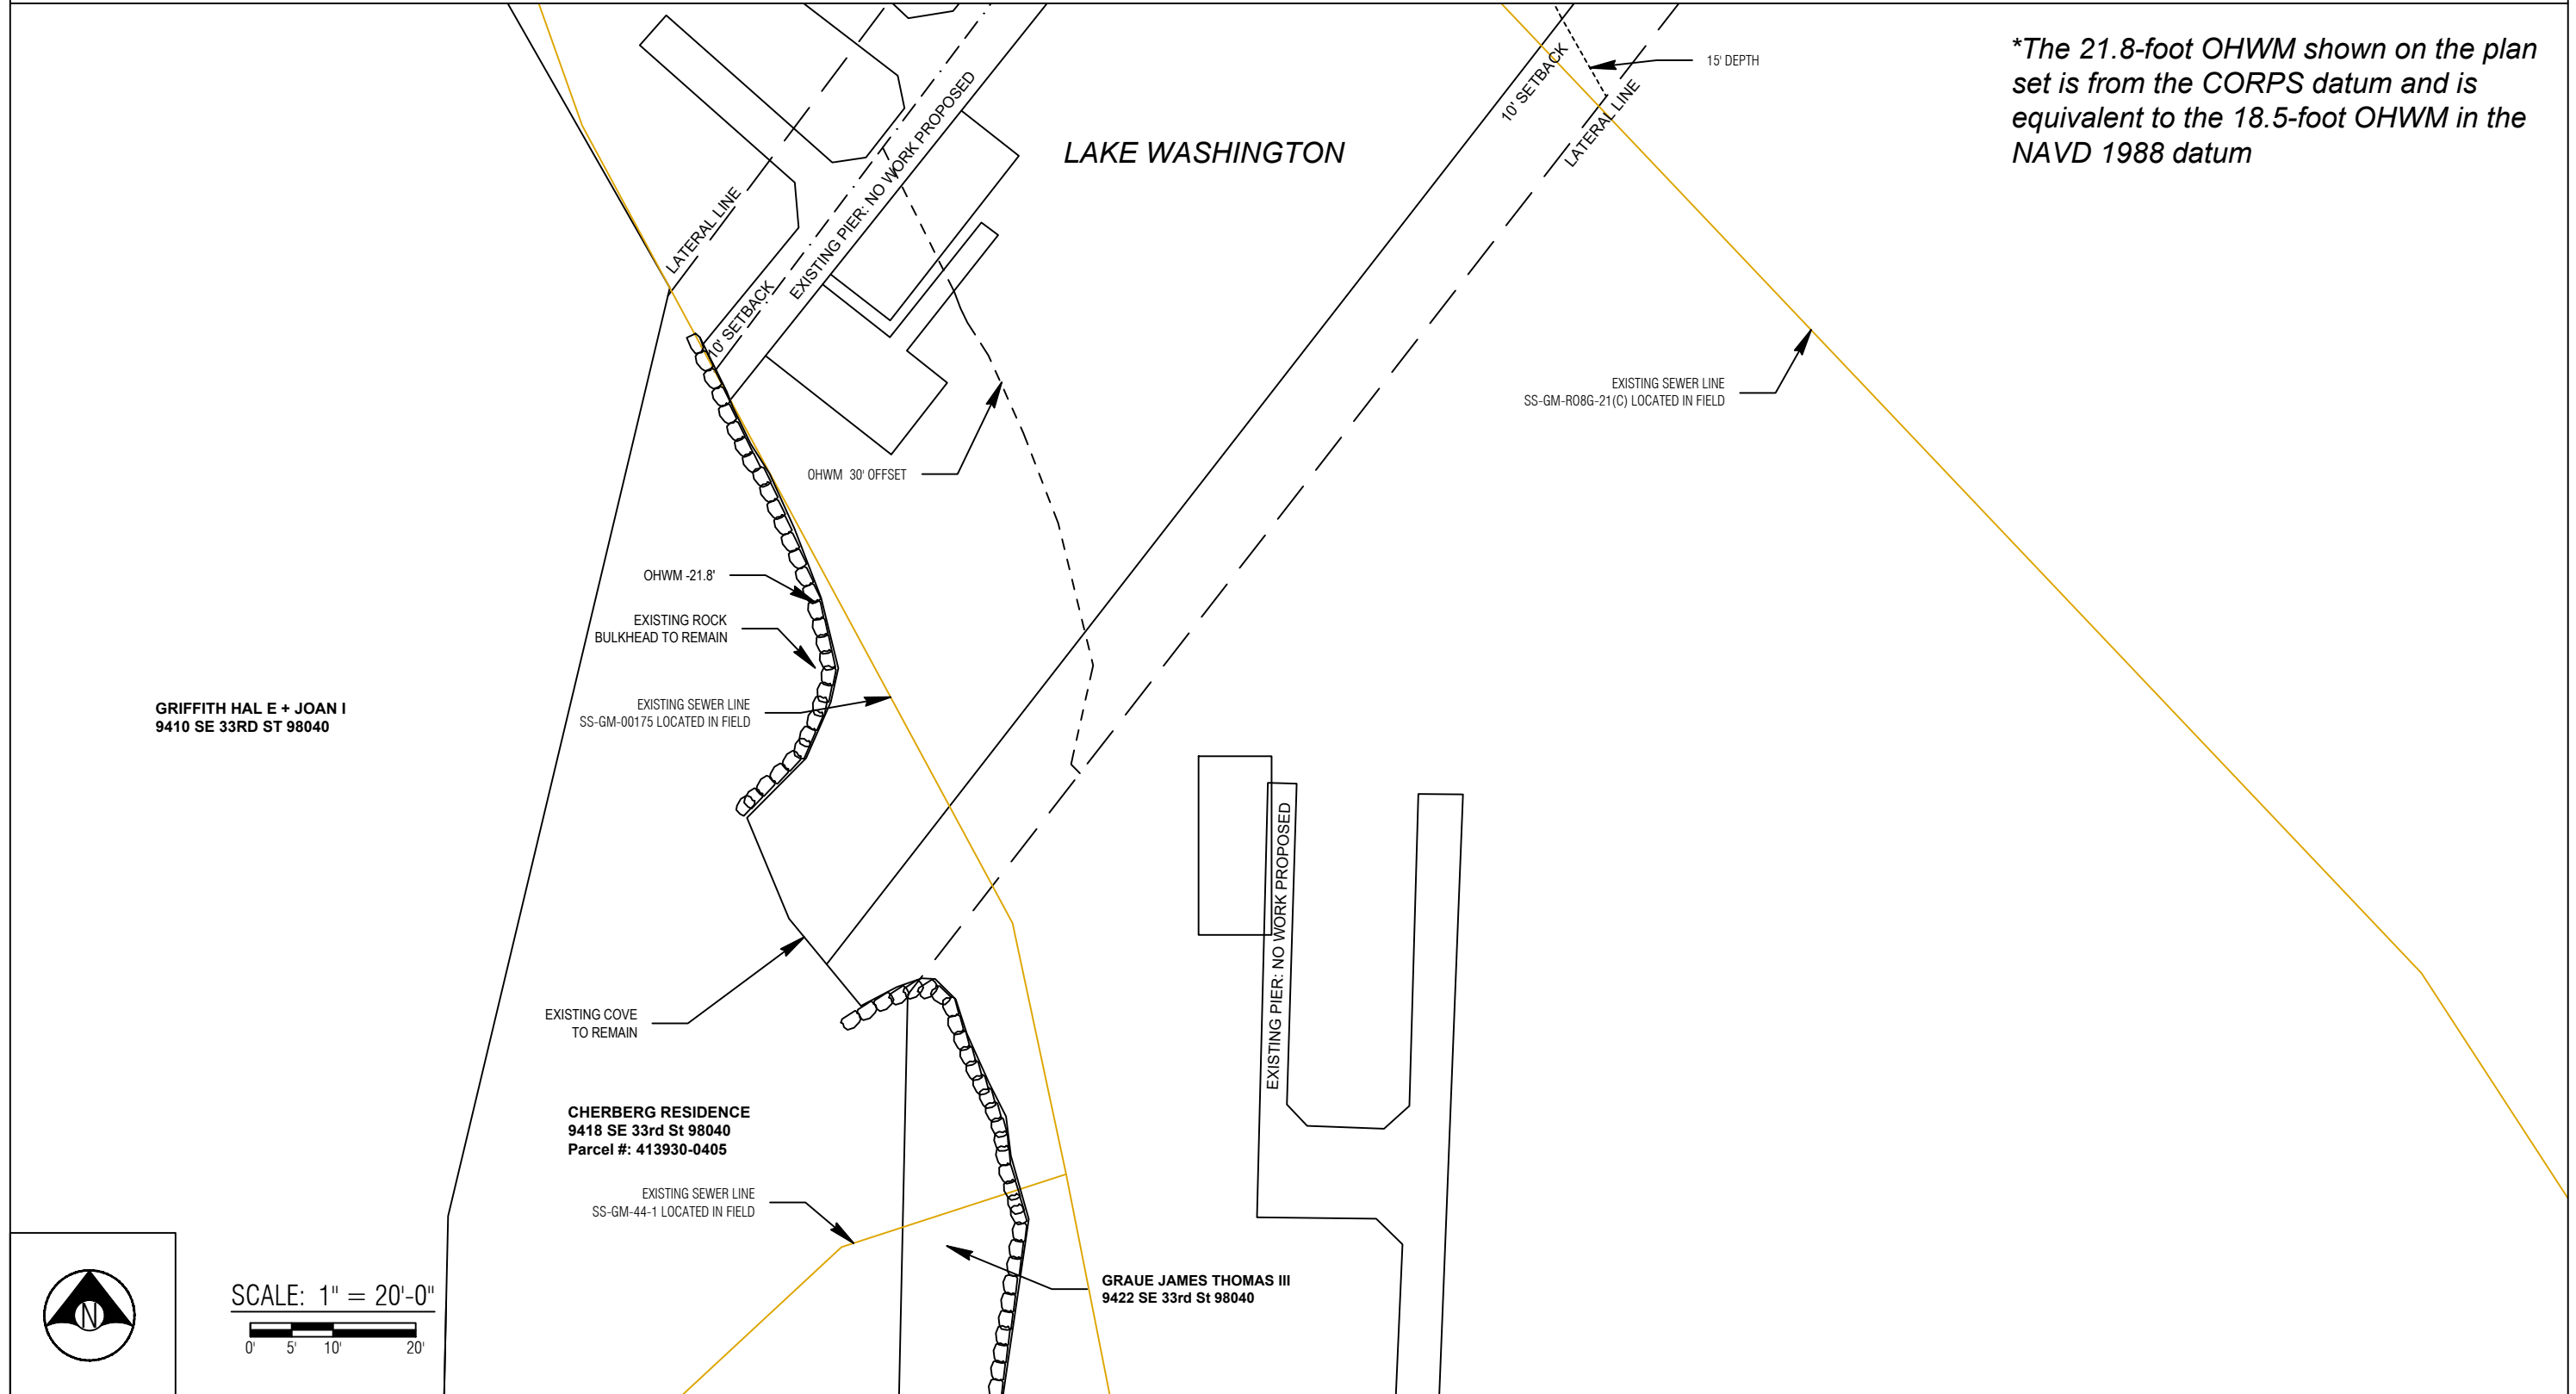 *The 21.8-foot OHWM shown on the plan
set is from the CORPS datum and is
equivalent to the 18.5-foot OHWM in the
NAVD 1988 datum
15' DEPTH
10' SETBACK
LATERAL LINE
LAKE WASHINGTON
LATERAL LINE
10' SETBACK
EXISTING PIER: NO WORK PROPOSED
EXISTING SEWER LINE
SS-GM-R08G-21(C) LOCATED IN FIELD
OHWM 30' OFFSET
OHWM -21.8'
EXISTING ROCK
BULKHEAD TO REMAIN
EXISTING SEWER LINE
SS-GM-00175 LOCATED IN FIELD
GRIFFITH HAL E + JOAN I
9410 SE 33RD ST 98040
EXISTING PIER: NO WORK PROPOSED
EXISTING COVE
TO REMAIN
CHERBERG RESIDENCE
9418 SE 33rd St 98040
Parcel #: 413930-0405
EXISTING SEWER LINE
SS-GM-44-1 LOCATED IN FIELD
GRAUE JAMES THOMAS III
9422 SE 33rd St 98040
N
SCALE: 1" = 20'-0"
0' 5' 10' 20'